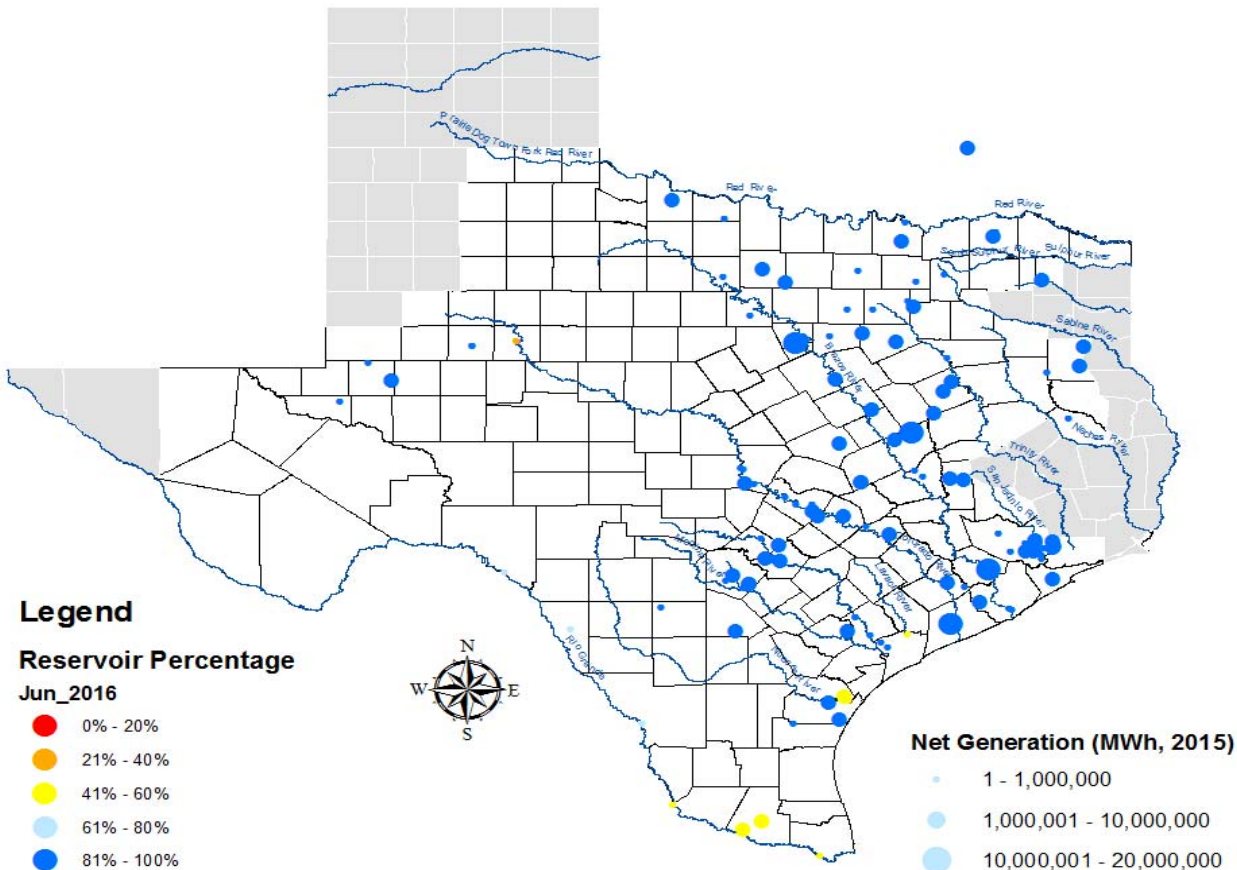 Prairie Dog Town Fork Red River
Red River
Red River
South Sulphur River
Sulphur River
Sabine River
Brazos River
Neches River
Trinity River
San Jacinto River
Colorado River
Lavaca River
Medina River
Nueces River
Rio Grande
N
W
E
S
Legend
Reservoir Percentage
Jun_2016
0% - 20%
21% - 40%
41% - 60%
61% - 80%
81% - 100%
Net Generation (MWh, 2015)
1 - 1,000,000
1,000,001 - 10,000,000
10,000,001 - 20,000,000